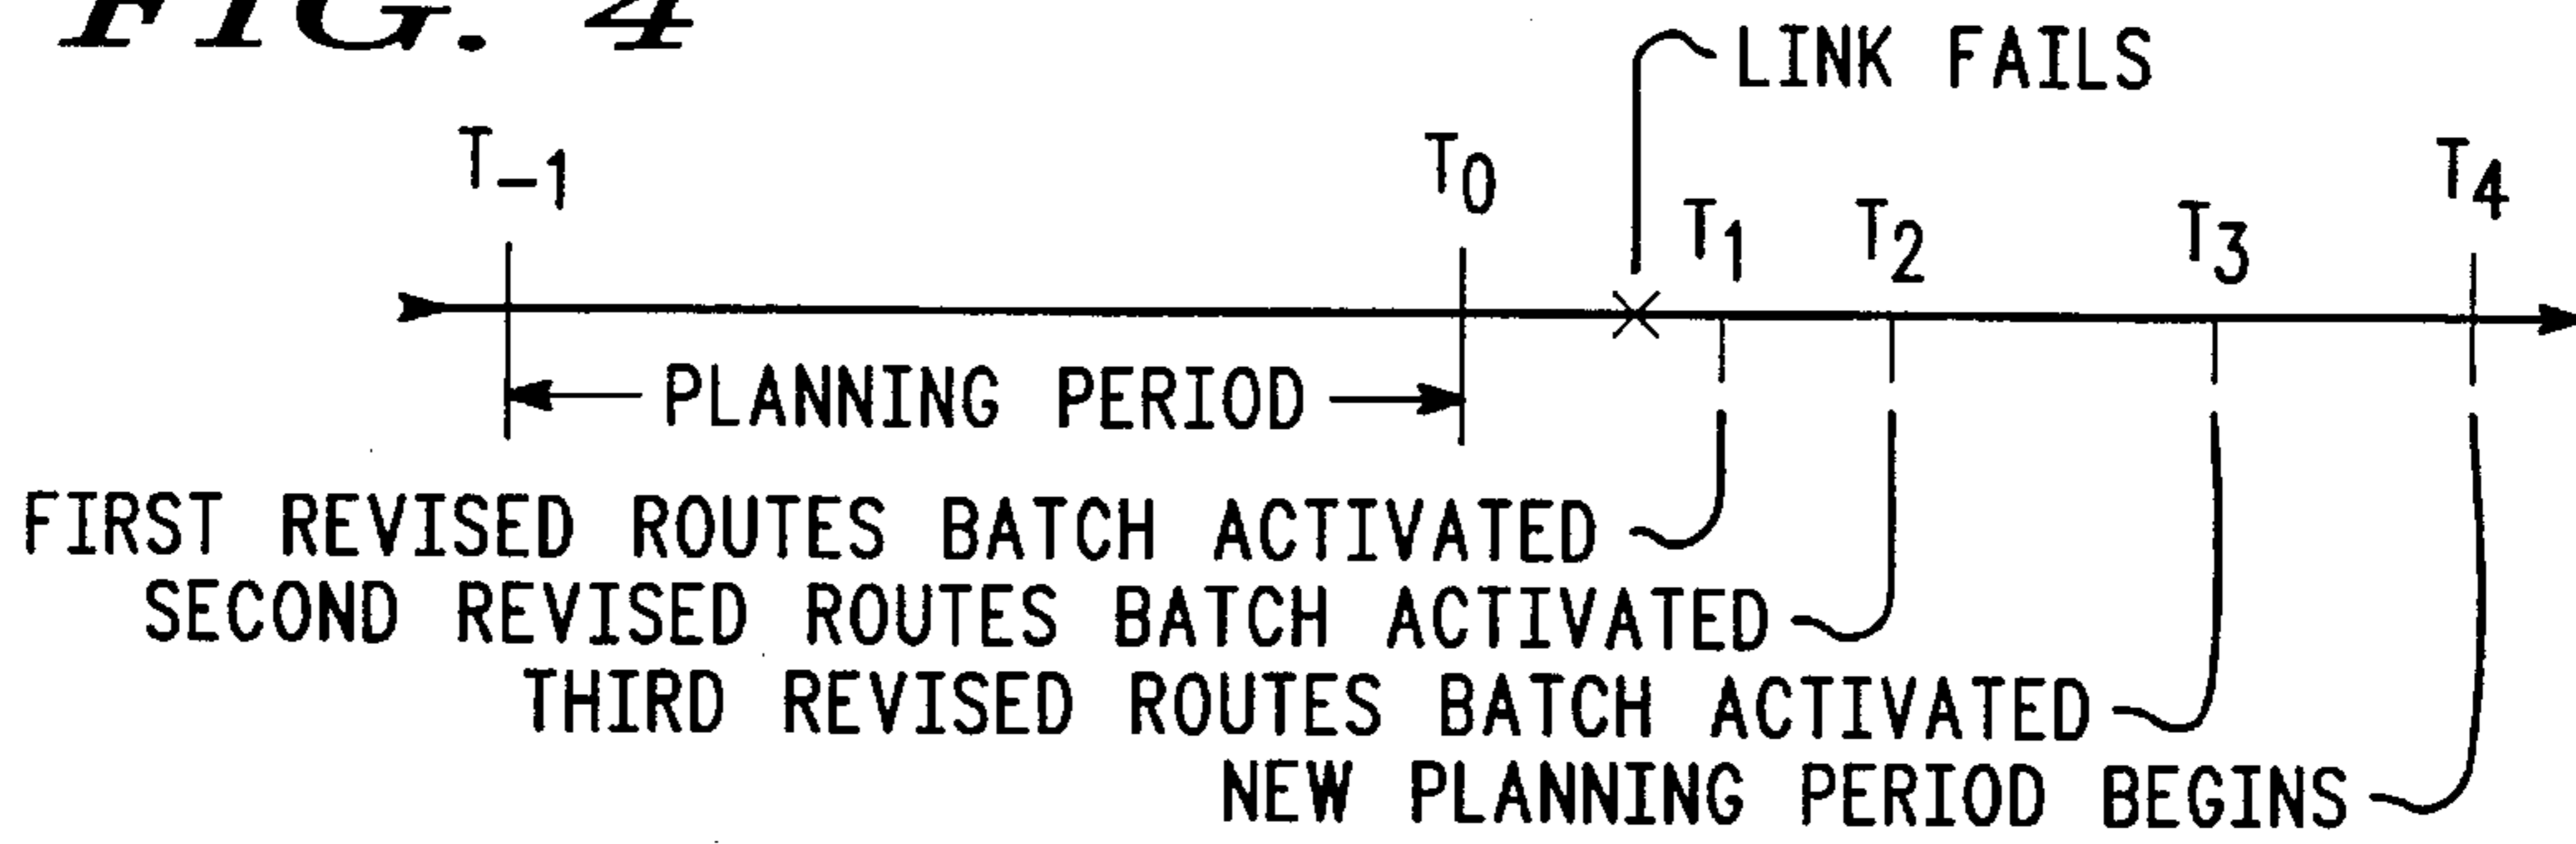 FIG. 4
LINK FAILS
T-1
T0
T1
T2
T3
T4
PLANNING PERIOD
FIRST REVISED ROUTES BATCH ACTIVATED
SECOND REVISED ROUTES BATCH ACTIVATED
THIRD REVISED ROUTES BATCH ACTIVATED
NEW PLANNING PERIOD BEGINS